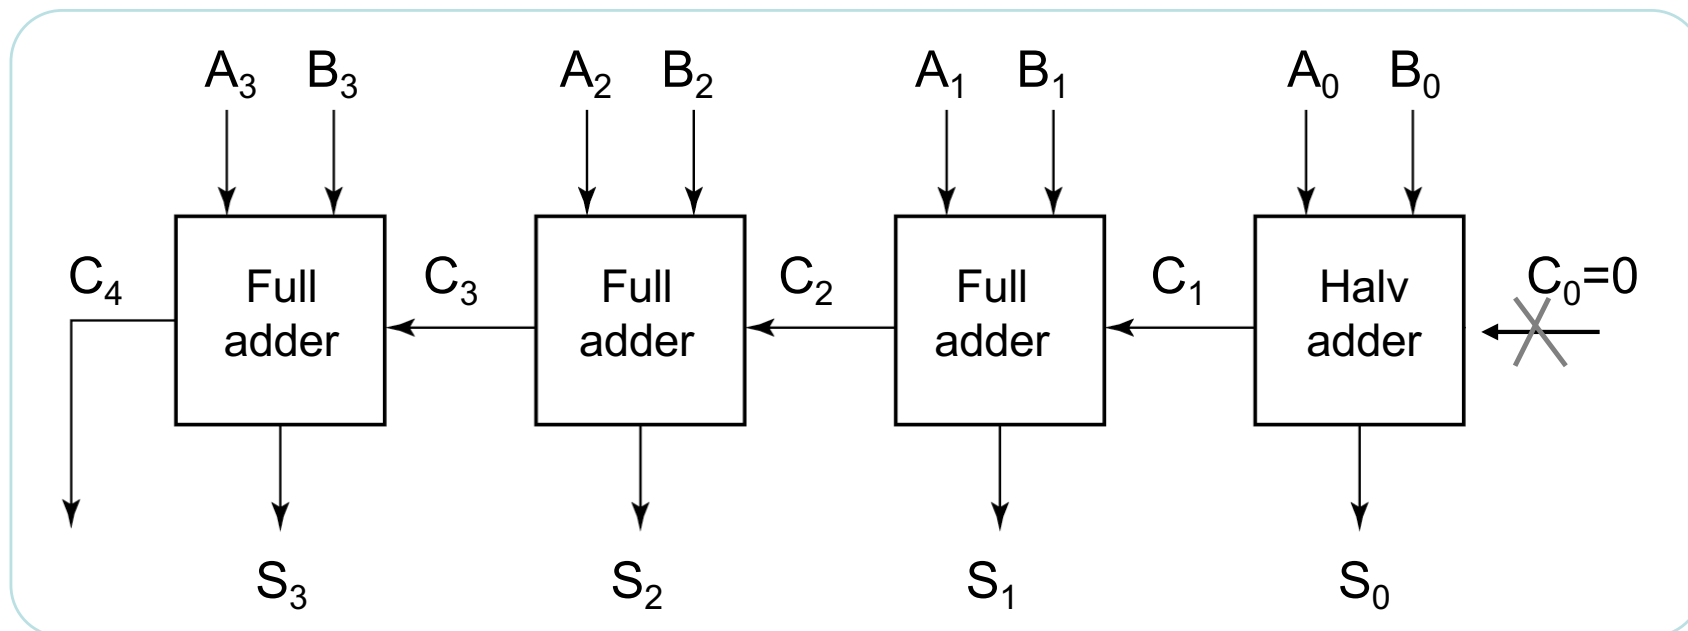 A₃ B₃ A₂ B₂ A₁ B₁ A₀ B₀
C₄ C₃ C₂ C₁ C₀=0
Full Full Full Halv
adder adder adder adder
S₃ S₂ S₁ S₀